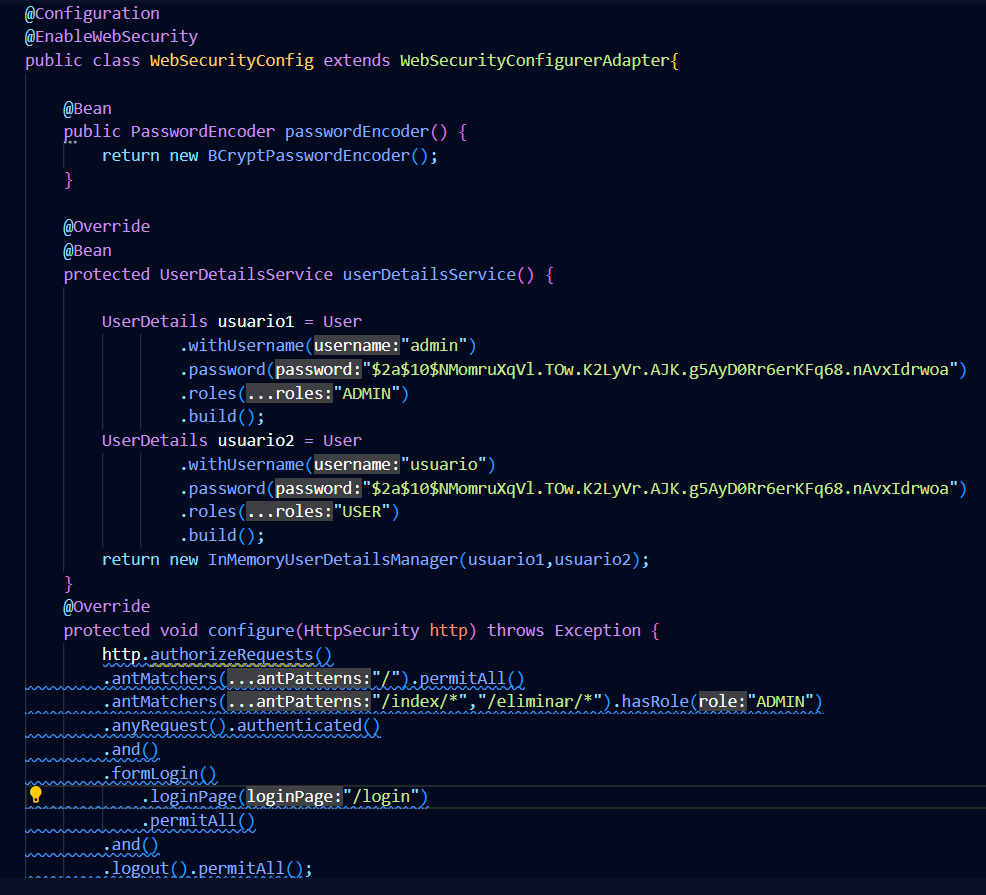 @Configuration
@EnableWebSecurity
public class WebSecurityConfig extends WebSecurityConfigurerAdapter{
@Bean
public PasswordEncoder passwordEncoder() {
return new BCryptPasswordEncoder();
}
@Override
@Bean
protected UserDetailsService userDetailsService() {
UserDetails usuario1 = User
.withUsername(username:"admin")
.password(password:"$2a$10$NMomruXqVl.TOw.K2LyVr.AJK.g5AyD0Rr6erKFq68.nAvxIdrwoa")
.roles(...roles:"ADMIN")
.build();
UserDetails usuario2 = User
.withUsername(username:"usuario")
.password(password:"$2a$10$NMomruXqVl.TOw.K2LyVr.AJK.g5AyD0Rr6erKFq68.nAvxIdrwoa")
.roles(...roles:"USER")
.build();
return new InMemoryUserDetailsManager(usuario1,usuario2);
}
@Override
protected void configure(HttpSecurity http) throws Exception {
http.authorizeRequests()
.antMatchers(...antPatterns:"/").permitAll()
.antMatchers(...antPatterns:"/index/*","/eliminar/*").hasRole(role:"ADMIN")
.anyRequest().authenticated()
.and()
.formLogin()
.loginPage(loginPage:"/login")
.permitAll()
.and()
.logout().permitAll();